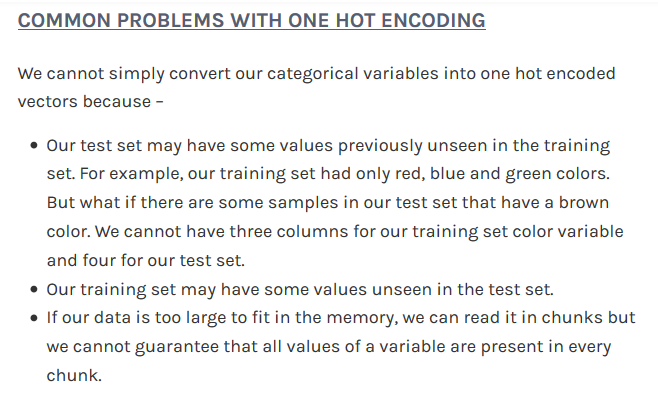 COMMON PROBLEMS WITH ONE HOT ENCODING
We cannot simply convert our categorical variables into one hot encoded
vectors because –
• Our test set may have some values previously unseen in the training
set. For example, our training set had only red, blue and green colors.
But what if there are some samples in our test set that have a brown
color. We cannot have three columns for our training set color variable
and four for our test set.
• Our training set may have some values unseen in the test set.
• If our data is too large to fit in the memory, we can read it in chunks but
we cannot guarantee that all values of a variable are present in every
chunk.